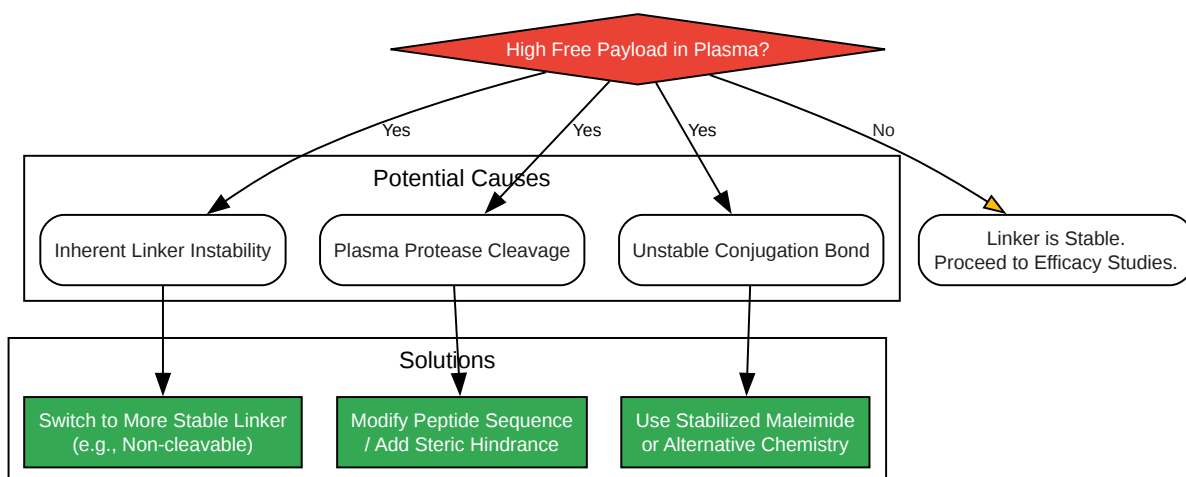 High Free Payload in Plasma?
Yes
Yes
Yes
No
Potential Causes
Inherent Linker Instability
Plasma Protease Cleavage
Unstable Conjugation Bond
Linker is Stable.
Proceed to Efficacy Studies.
Solutions
Switch to More Stable Linker
(e.g., Non-cleavable)
Modify Peptide Sequence
/ Add Steric Hindrance
Use Stabilized Maleimide
or Alternative Chemistry